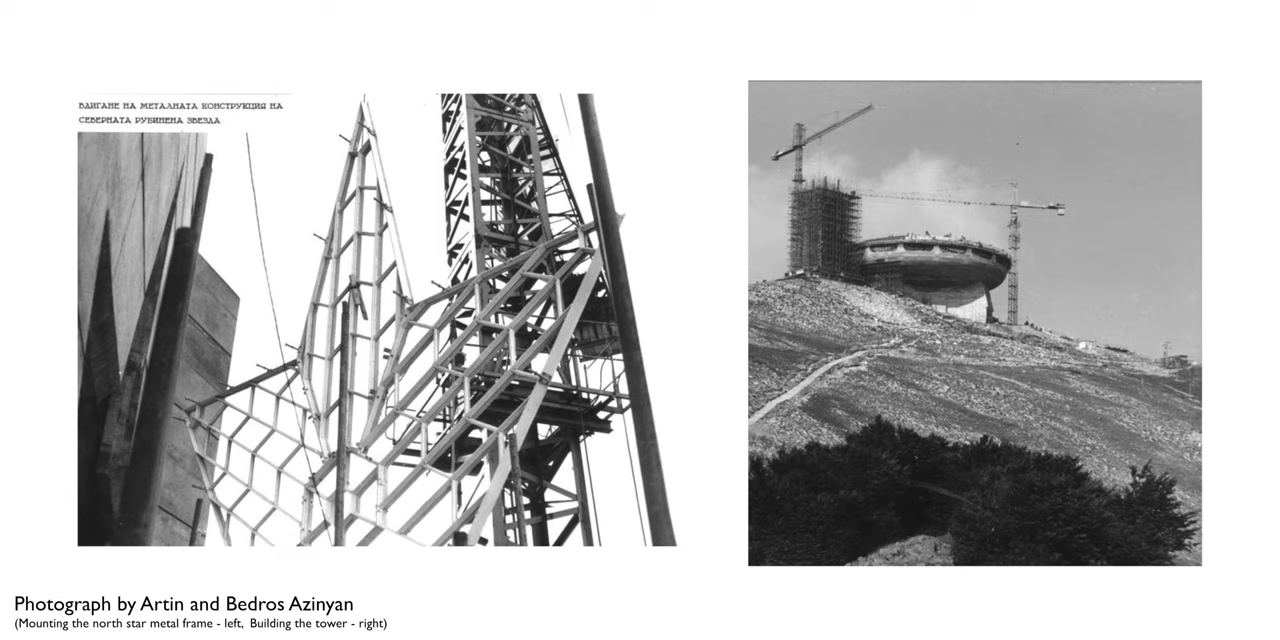 ВДИГАНЕ НА МЕТАЛНАТА КОНСТРУКЦИЯ НА
СЕВЕРНАТА РУБИНЕНА ЗВЕЗДА
Photograph by Artin and Bedros Azinyan
(Mounting the north star metal frame - left, Building the tower - right)